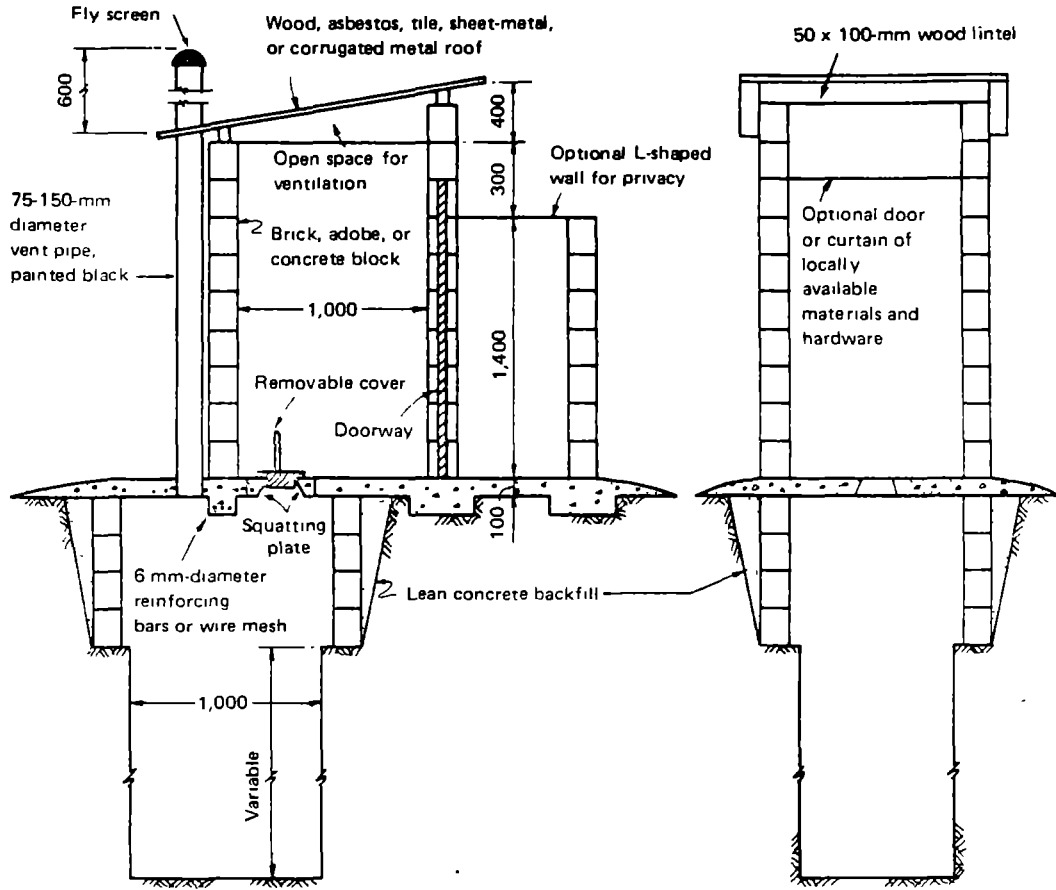 Fly screen
Wood, asbestos, tile, sheet-metal,
or corrugated metal roof
50 x 100-mm wood lintel
600
400
Open space for
ventilation
300
Optional L-shaped
wall for privacy
75-150-mm
diameter
vent pipe,
painted black
Brick, adobe, or
concrete block
Optional door
or curtain of
locally
available
materials and
hardware
1,000
1,400
Removable cover
Doorway
Squatting
plate
100
6 mm-diameter
reinforcing
bars or wire mesh
Lean concrete backfill
1,000
Variable